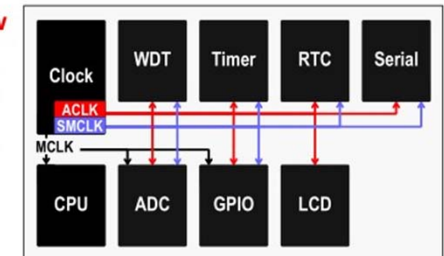 Clock
WDT
Timer
RTC
Serial
ACLK
SMCLK
MCLK
CPU
ADC
GPIO
LCD